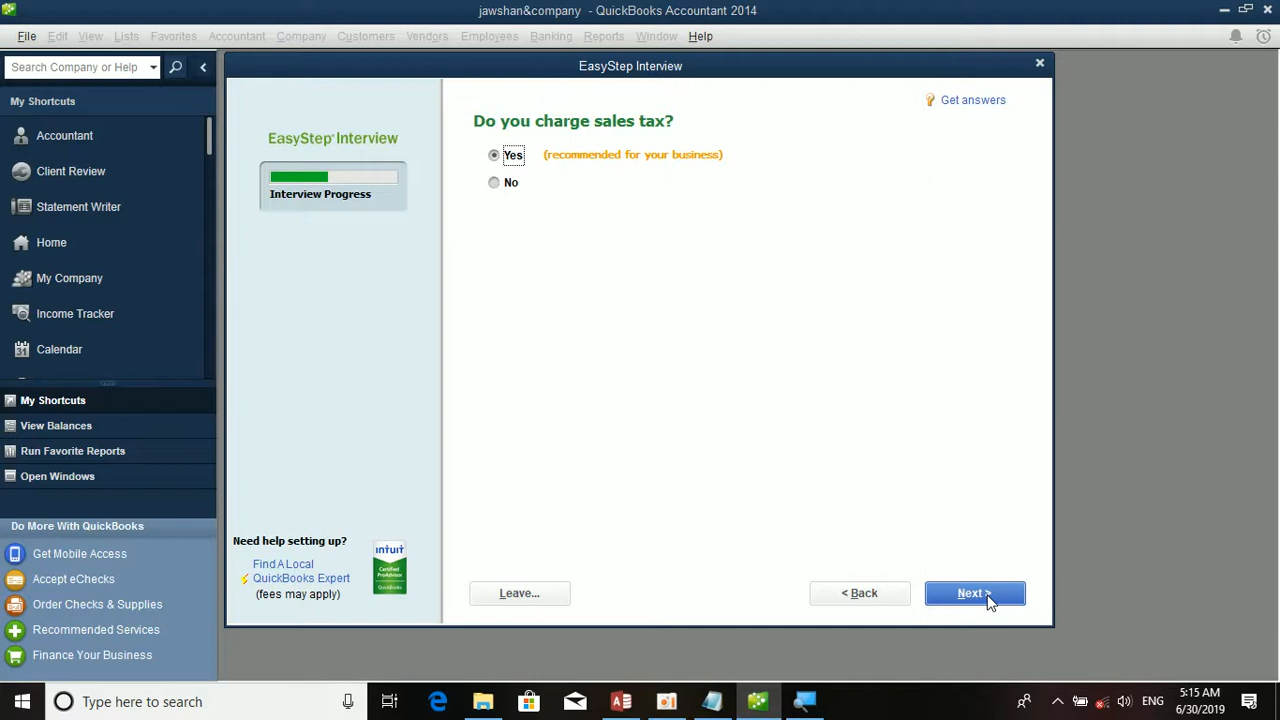 jawshan&company - QuickBooks Accountant 2014
File Edit View Lists Favorites Accountant Company Customers Vendors Employees Banking Reports Window Help
Search Company or Help
My Shortcuts
Accountant
Client Review
Statement Writer
Home
My Company
Income Tracker
Calendar
My Shortcuts
View Balances
Run Favorite Reports
Open Windows
Do More With QuickBooks
Get Mobile Access
Accept eChecks
Order Checks & Supplies
Recommended Services
Finance Your Business
EasyStep Interview
EasyStep Interview
Interview Progress
Need help setting up?
Find A Local
QuickBooks Expert
(fees may apply)
intuit
Certified
ProAdvisor
QuickBooks
Get answers
Do you charge sales tax?
Yes (recommended for your business)
No
Leave...
< Back
Next >
Type here to search
ENG
5:15 AM
6/30/2019